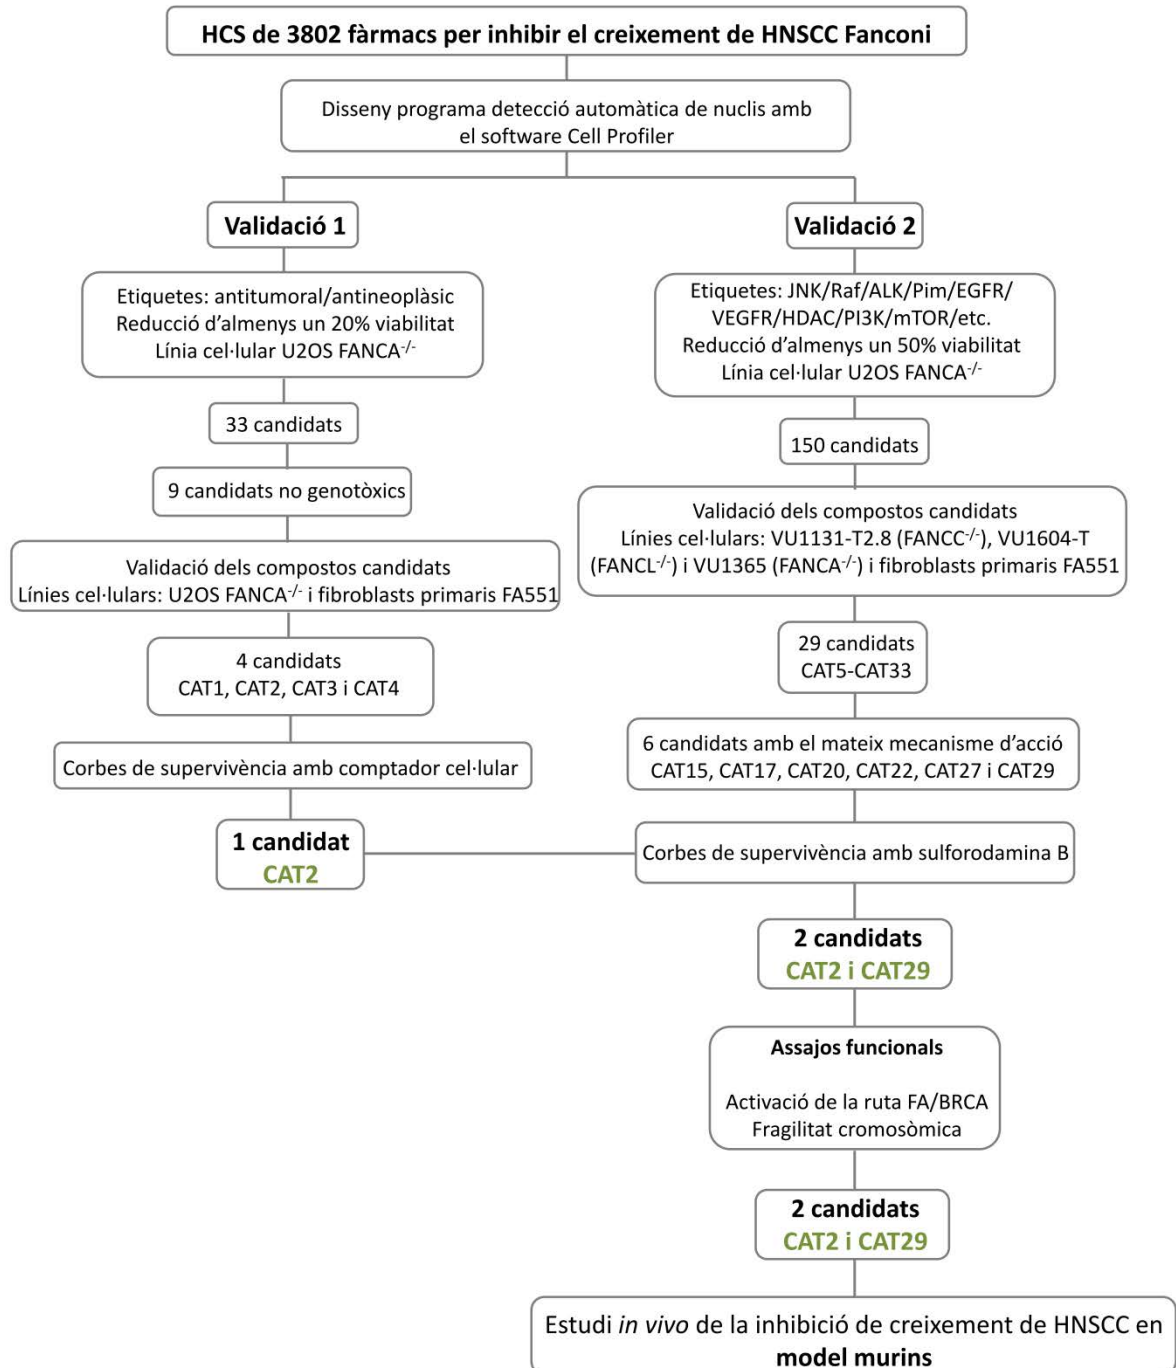 HCS de 3802 fàrmacs per inhibir el creixement de HNSCC Fanconi
Disseny programa detecció automàtica de nuclis amb
el software Cell Profiler
Validació 1
Etiquetes: antitumoral/antineoplàsic
Reducció d'almenys un 20% viabilitat
Línia cel·lular U2OS FANCA-/-
33 candidats
9 candidats no genotòxics
Validació dels compostos candidats
Línies cel·lulars: U2OS FANCA-/- i fibroblasts primaris FA551
4 candidats
CAT1, CAT2, CAT3 i CAT4
Corbes de supervivència amb comptador cel·lular
1 candidat
CAT2
Validació 2
Etiquetes: JNK/Raf/ALK/Pim/EGFR/
VEGFR/HDAC/PI3K/mTOR/etc.
Reducció d'almenys un 50% viabilitat
Línia cel·lular U2OS FANCA-/-
150 candidats
Validació dels compostos candidats
Línies cel·lulars: VU1131-T2.8 (FANCC-/-), VU1604-T
(FANCL-/-) i VU1365 (FANCA-/-) i fibroblasts primaris FA551
29 candidats
CAT5-CAT33
6 candidats amb el mateix mecanisme d'acció
CAT15, CAT17, CAT20, CAT22, CAT27 i CAT29
Corbes de supervivència amb sulforodamina B
2 candidats
CAT2 i CAT29
Assajos funcionals
Activació de la ruta FA/BRCA
Fragilitat cromosòmica
2 candidats
CAT2 i CAT29
Estudi in vivo de la inhibició de creixement de HNSCC en
model murins